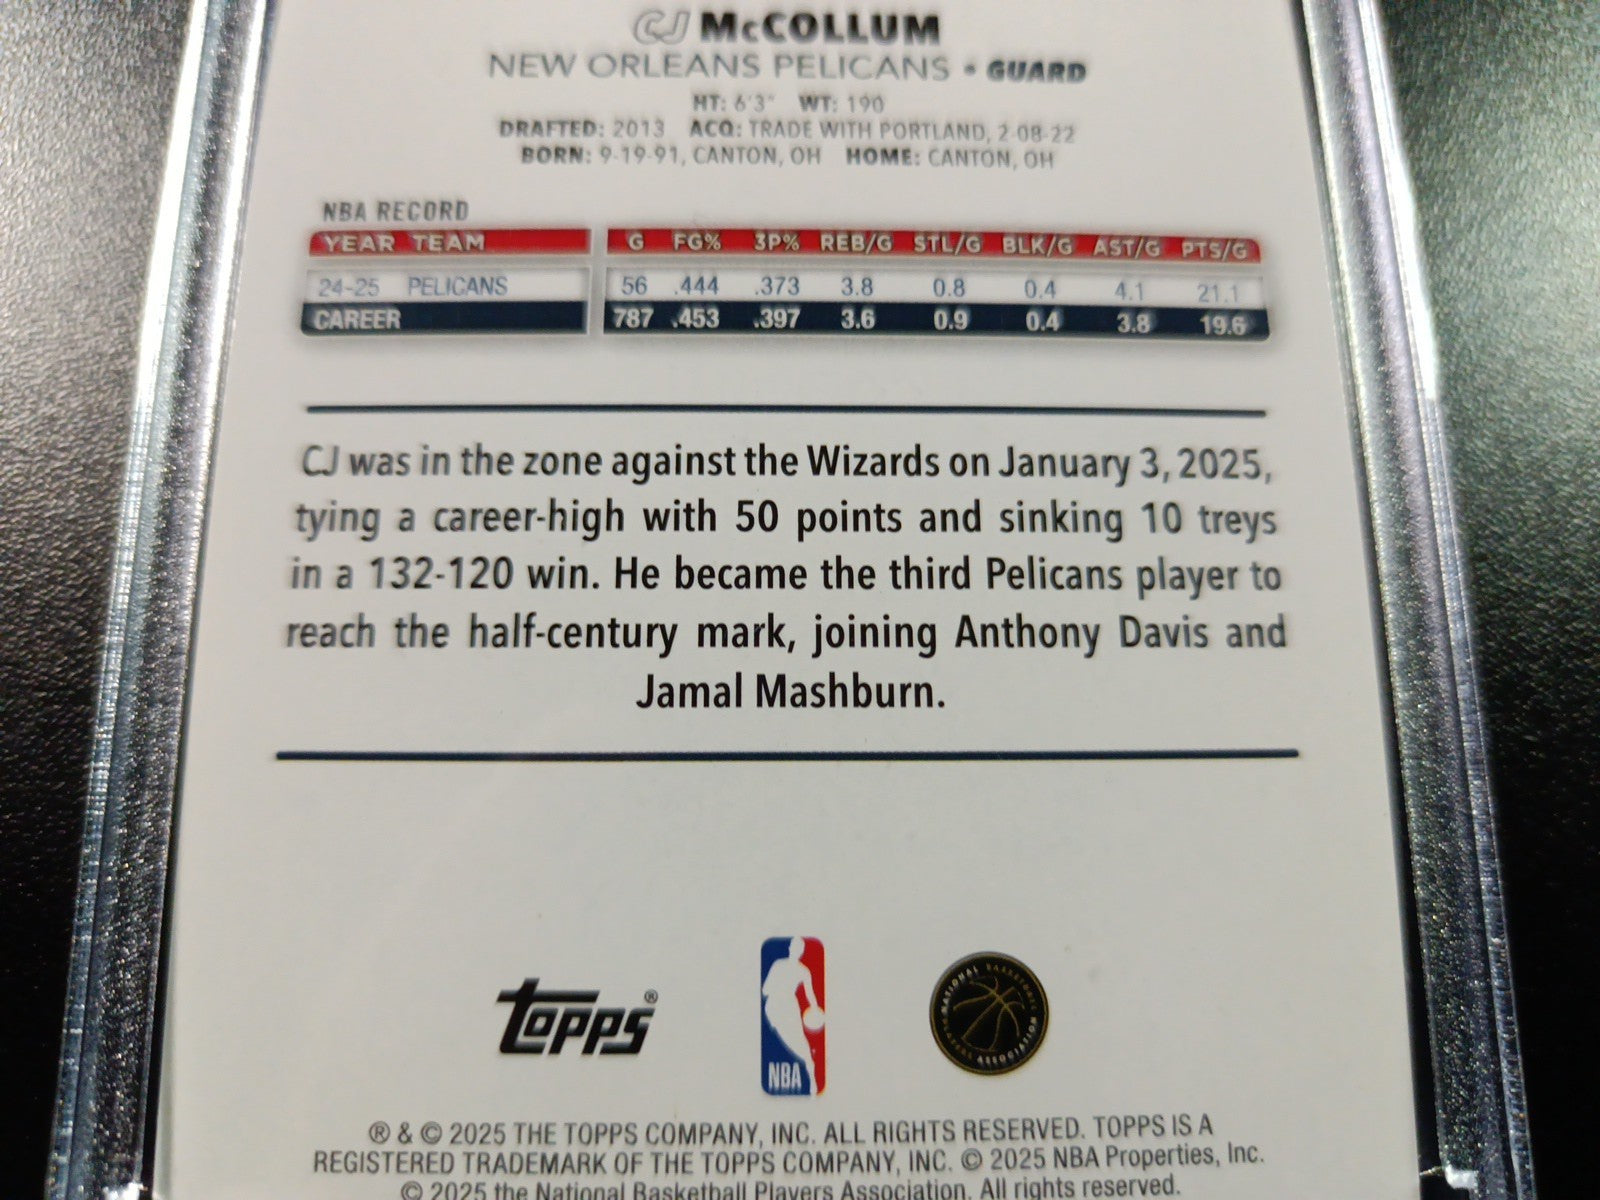 CJ McCOLLUM
NEW ORLEANS PELICANS • GUARD
HT: 6'3" WT: 190
DRAFTED: 2013 ACQ: TRADE WITH PORTLAND, 2-08-22
BORN: 9-19-91, CANTON, OH HOME: CANTON, OH
NBA RECORD
YEAR TEAM G FG% 3P% REB/G STL/G BLK/G AST/G PTS/G
24-25 PELICANS 56 .444 .373 3.8 0.8 0.4 4.1 21.1
CAREER 787 .453 .397 3.6 0.9 0.4 3.8 19.6
CJ was in the zone against the Wizards on January 3, 2025,
tying a career-high with 50 points and sinking 10 treys
in a 132-120 win. He became the third Pelicans player to
reach the half-century mark, joining Anthony Davis and
Jamal Mashburn.
Topps®
NBA
NATIONAL BASKETBALL PLAYERS ASSOCIATION
® & © 2025 THE TOPPS COMPANY, INC. ALL RIGHTS RESERVED. TOPPS IS A
REGISTERED TRADEMARK OF THE TOPPS COMPANY, INC. © 2025 NBA Properties, Inc.
© 2025 the National Basketball Players Association. All rights reserved.